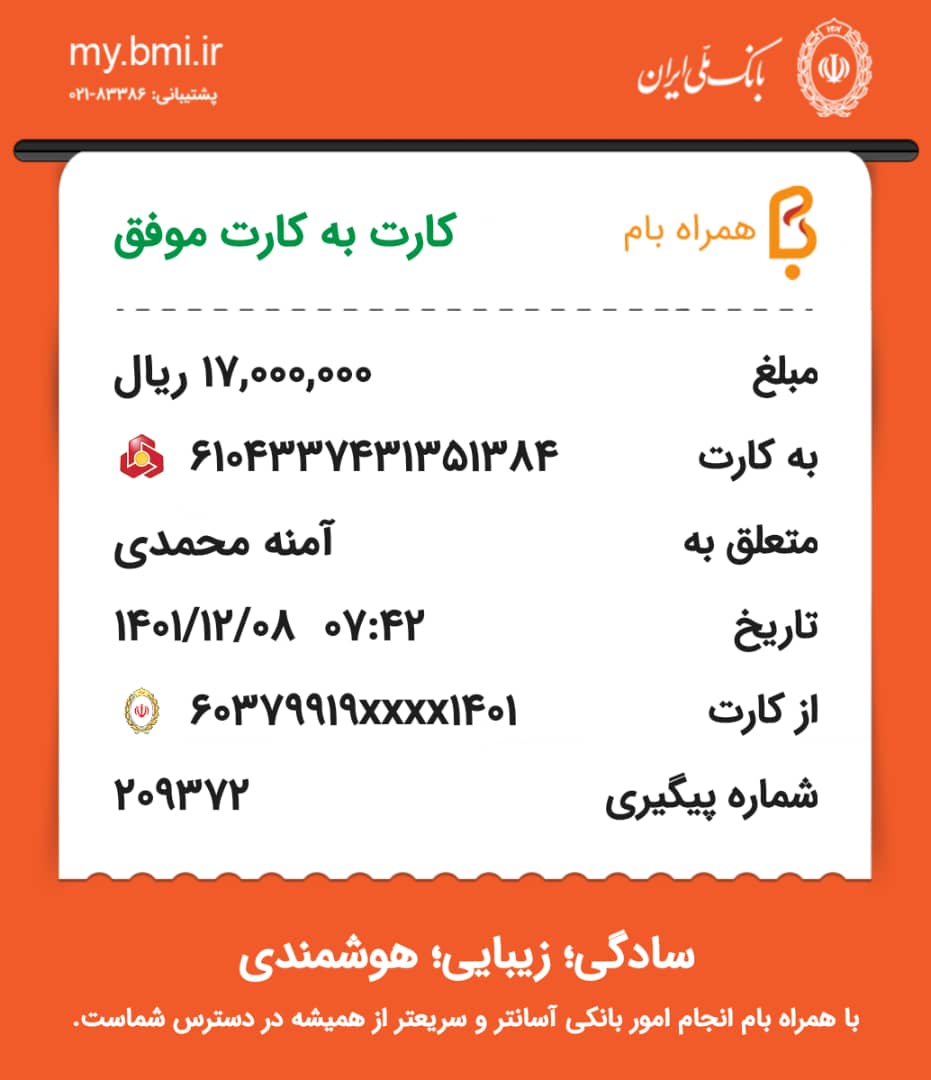 بانک ملّی ایران
my.bmi.ir
پشتیبانی: ۸۳۳۸۶-۰۲۱
همراه بام
کارت به کارت موفق
مبلغ ۱۷,۰۰۰,۰۰۰ ریال
به کارت ۶۱۰۴۳۳۷۴۳۱۳۵۱۳۸۴
متعلق به آمنه محمدی
تاریخ ۱۴۰۱/۱۲/۰۸ ۰۷:۴۲
از کارت ۶۰۳۷۹۹۱۹xxxx۱۴۰۱
شماره پیگیری ۲۰۹۳۷۲
سادگی؛ زیبایی؛ هوشمندی
با همراه بام انجام امور بانکی آسانتر و سریعتر از همیشه در دسترس شماست.